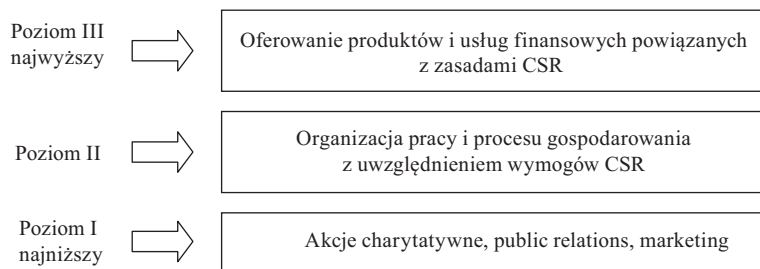 Poziom III
najwyższy
Oferowanie produktów i usług finansowych powiązanych
z zasadami CSR
Poziom II
Organizacja pracy i procesu gospodarowania
z uwzględnieniem wymogów CSR
Poziom I
najniższy
Akcje charytatywne, public relations, marketing